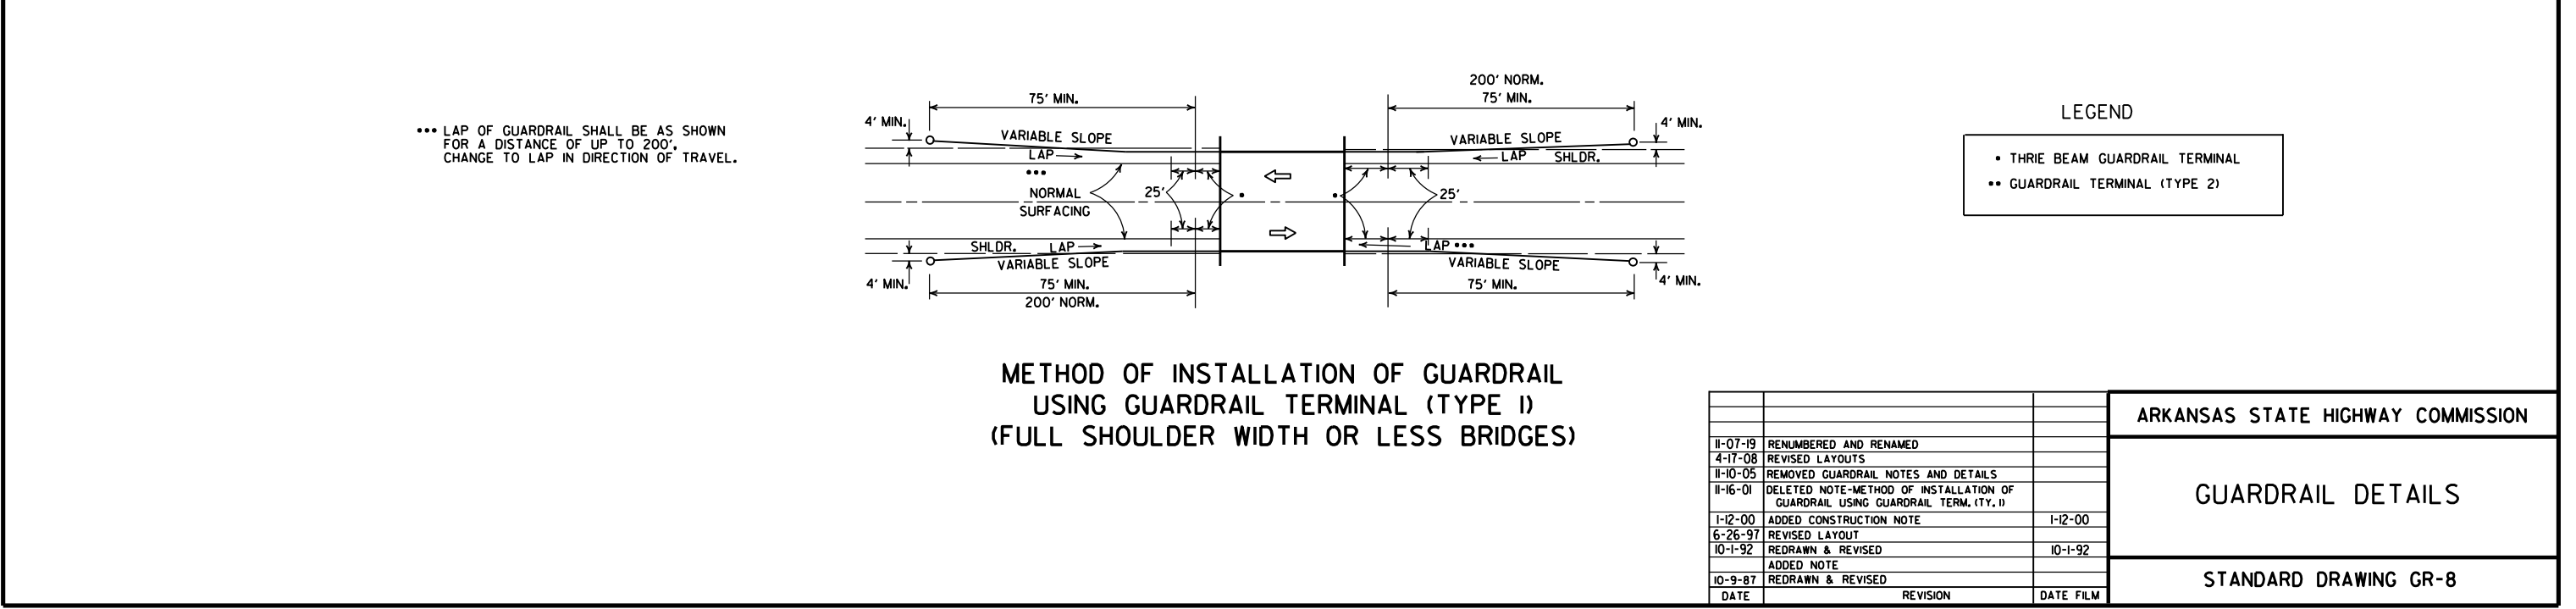 ••• LAP OF GUARDRAIL SHALL BE AS SHOWN
FOR A DISTANCE OF UP TO 200'.
CHANGE TO LAP IN DIRECTION OF TRAVEL.
200' NORM.
75' MIN.
75' MIN.
4' MIN.
4' MIN.
VARIABLE SLOPE
VARIABLE SLOPE
LAP
LAP
SHLDR.
•••
NORMAL
SURFACING
25'
•
•
25'
SHLDR.
LAP
LAP •••
VARIABLE SLOPE
VARIABLE SLOPE
4' MIN.
4' MIN.
75' MIN.
200' NORM.
75' MIN.
LEGEND
• THRIE BEAM GUARDRAIL TERMINAL
•• GUARDRAIL TERMINAL (TYPE 2)
METHOD OF INSTALLATION OF GUARDRAIL
USING GUARDRAIL TERMINAL (TYPE 1)
(FULL SHOULDER WIDTH OR LESS BRIDGES)
11-07-19 RENUMBERED AND RENAMED
4-17-08 REVISED LAYOUTS
11-10-05 REMOVED GUARDRAIL NOTES AND DETAILS
11-16-01 DELETED NOTE-METHOD OF INSTALLATION OF
GUARDRAIL USING GUARDRAIL TERM. (TY. 1)
1-12-00 ADDED CONSTRUCTION NOTE 1-12-00
6-26-97 REVISED LAYOUT
10-1-92 REDRAWN & REVISED 10-1-92
ADDED NOTE
10-9-87 REDRAWN & REVISED
DATE REVISION DATE FILM
ARKANSAS STATE HIGHWAY COMMISSION
GUARDRAIL DETAILS
STANDARD DRAWING GR-8